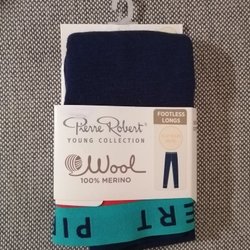 FOOTLESS
LONGS
Pierre Robert
YOUNG COLLECTION
Wool
100% MERINO
ERT PIE